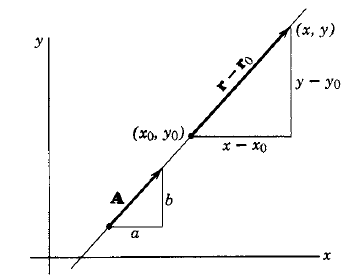 y
(x, y)
r − r₀
y − y₀
(x₀, y₀)
x − x₀
A
b
a
x